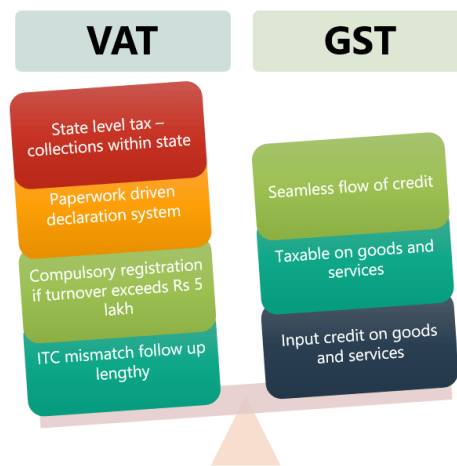 VAT
State level tax –
collections within state
Paperwork driven
declaration system
Compulsory registration
if turnover exceeds Rs 5
lakh
ITC mismatch follow up
lengthy
GST
Seamless flow of credit
Taxable on goods and
services
Input credit on goods
and services